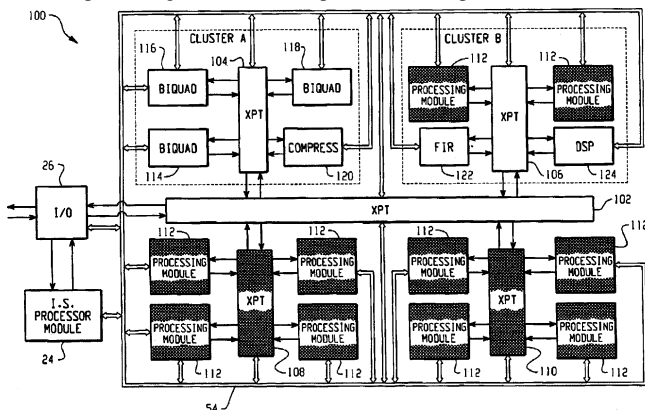 100
CLUSTER A
CLUSTER B
116
104
118
112
112
BIQUAD
BIQUAD
XPT
PROCESSING
MODULE
PROCESSING
MODULE
XPT
BIQUAD
COMPRESS
FIR
DSP
114
120
122
106
124
26
I/O
XPT
102
112
112
112
112
PROCESSING
MODULE
PROCESSING
MODULE
PROCESSING
MODULE
PROCESSING
MODULE
XPT
XPT
I.S.
PROCESSOR
MODULE
PROCESSING
MODULE
PROCESSING
MODULE
PROCESSING
MODULE
PROCESSING
MODULE
24
112
108
112
112
110
112
54